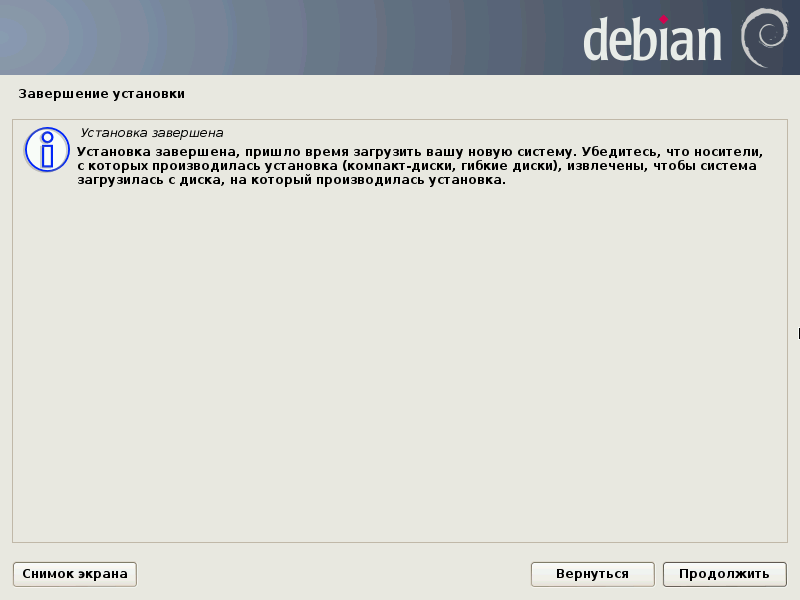 debian
Завершение установки
Установка завершена
Установка завершена, пришло время загрузить вашу новую систему. Убедитесь, что носители,
с которых производилась установка (компакт-диски, гибкие диски), извлечены, чтобы система
загрузилась с диска, на который производилась установка.
Снимок экрана
Вернуться
Продолжить